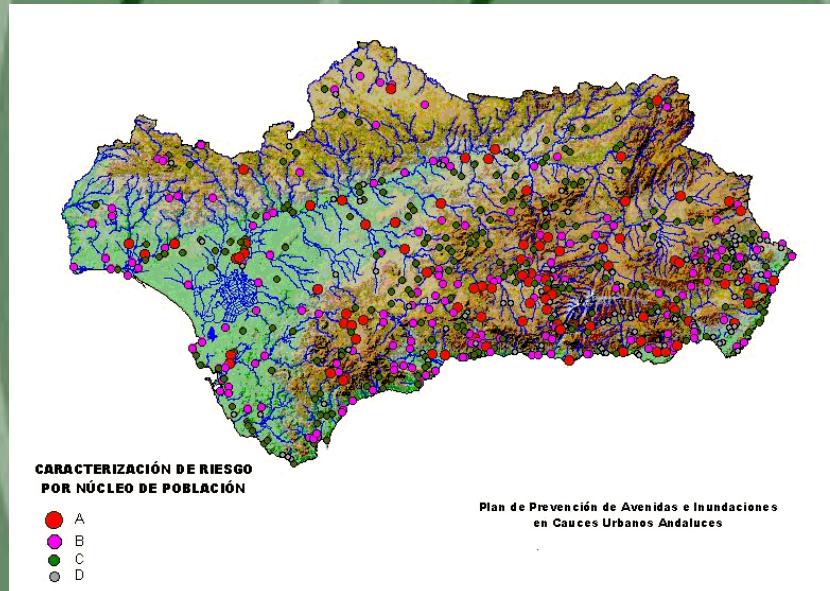 CARACTERIZACIÓN DE RIESGO
POR NÚCLEO DE POBLACIÓN
A
B
C
D
Plan de Prevención de Avenidas e Inundaciones
en Cauces Urbanos Andaluces